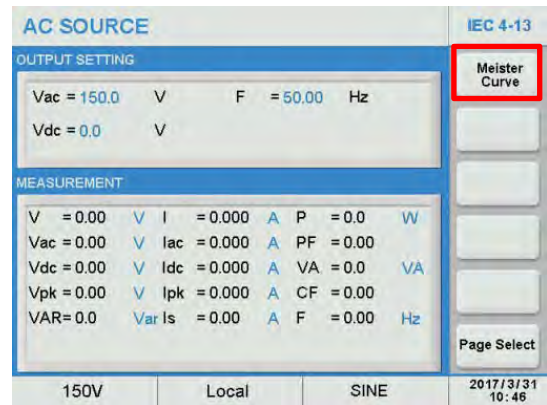 AC SOURCE
IEC 4-13
OUTPUT SETTING
Vac = 150.0 V F = 50.00 Hz
Vdc = 0.0 V
Meister
Curve
MEASUREMENT
V = 0.00 V I = 0.000 A P = 0.0 W
Vac = 0.00 V Iac = 0.000 A PF = 0.00
Vdc = 0.00 V Idc = 0.000 A VA = 0.0 VA
Vpk = 0.00 V Ipk = 0.000 A CF = 0.00
VAR= 0.0 Var Is = 0.00 A F = 0.00 Hz
Page Select
150V Local SINE
2017/3/31
10:46